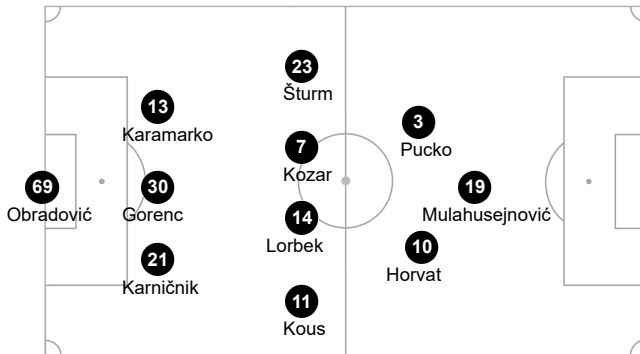 69
Obradović
13
Karamarko
30
Gorenc
21
Karničnik
23
Šturm
7
Kozar
14
Lorbek
11
Kous
3
Pucko
10
Horvat
19
Mulahusejnović